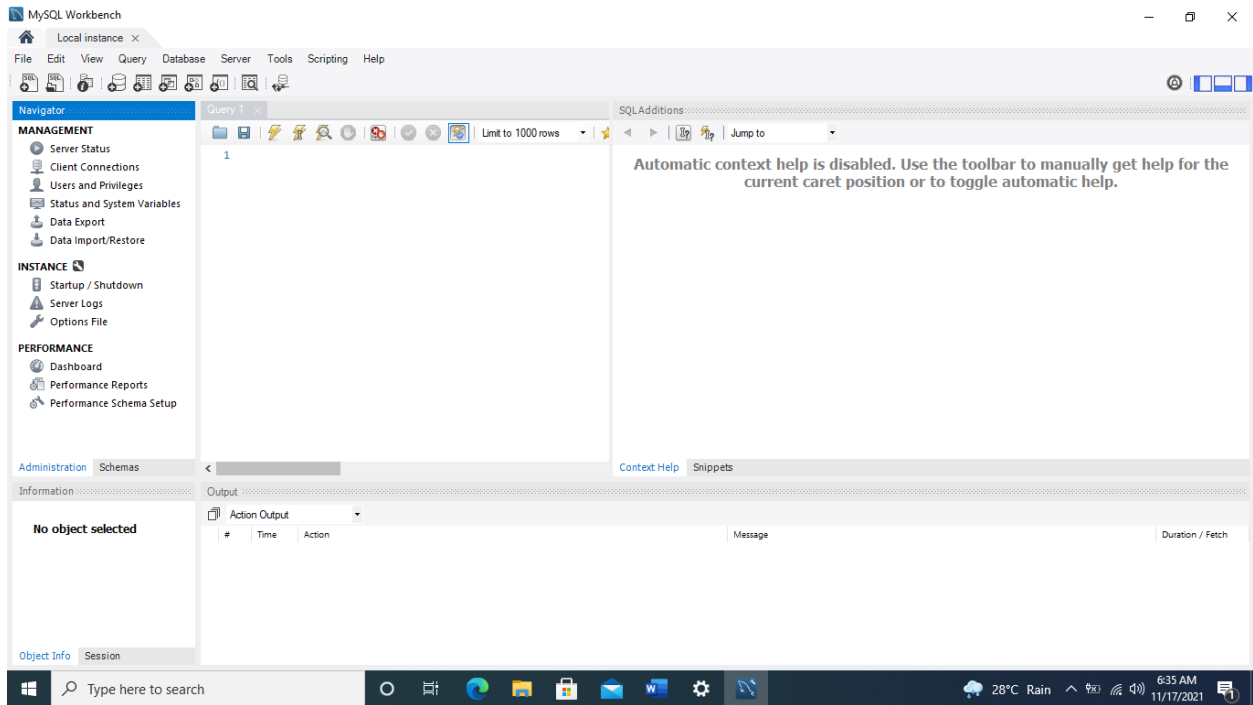 MySQL Workbench
Local instance
File Edit View Query Database Server Tools Scripting Help
Navigator
MANAGEMENT
Server Status
Client Connections
Users and Privileges
Status and System Variables
Data Export
Data Import/Restore
INSTANCE
Startup / Shutdown
Server Logs
Options File
PERFORMANCE
Dashboard
Performance Reports
Performance Schema Setup
Administration Schemas
Query 1
Limit to 1000 rows
1
SQLAdditions
Jump to
Automatic context help is disabled. Use the toolbar to manually get help for the
current caret position or to toggle automatic help.
Context Help Snippets
Information
No object selected
Object Info Session
Output
Action Output
# Time Action Message Duration / Fetch
Type here to search
28°C Rain
6:35 AM
11/17/2021
1